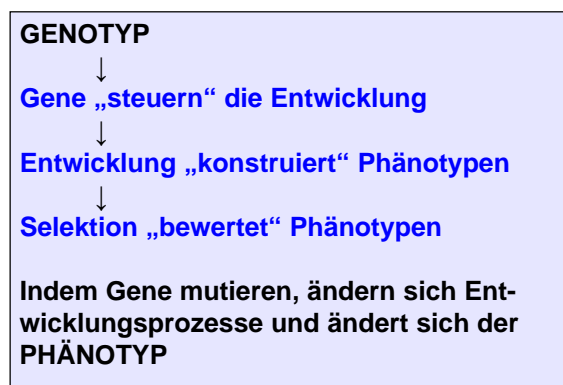 GENOTYP
↓
Gene „steuern“ die Entwicklung
↓
Entwicklung „konstruiert“ Phänotypen
↓
Selektion „bewertet“ Phänotypen
Indem Gene mutieren, ändern sich Ent-
wicklungsprozesse und ändert sich der
PHÄNOTYP